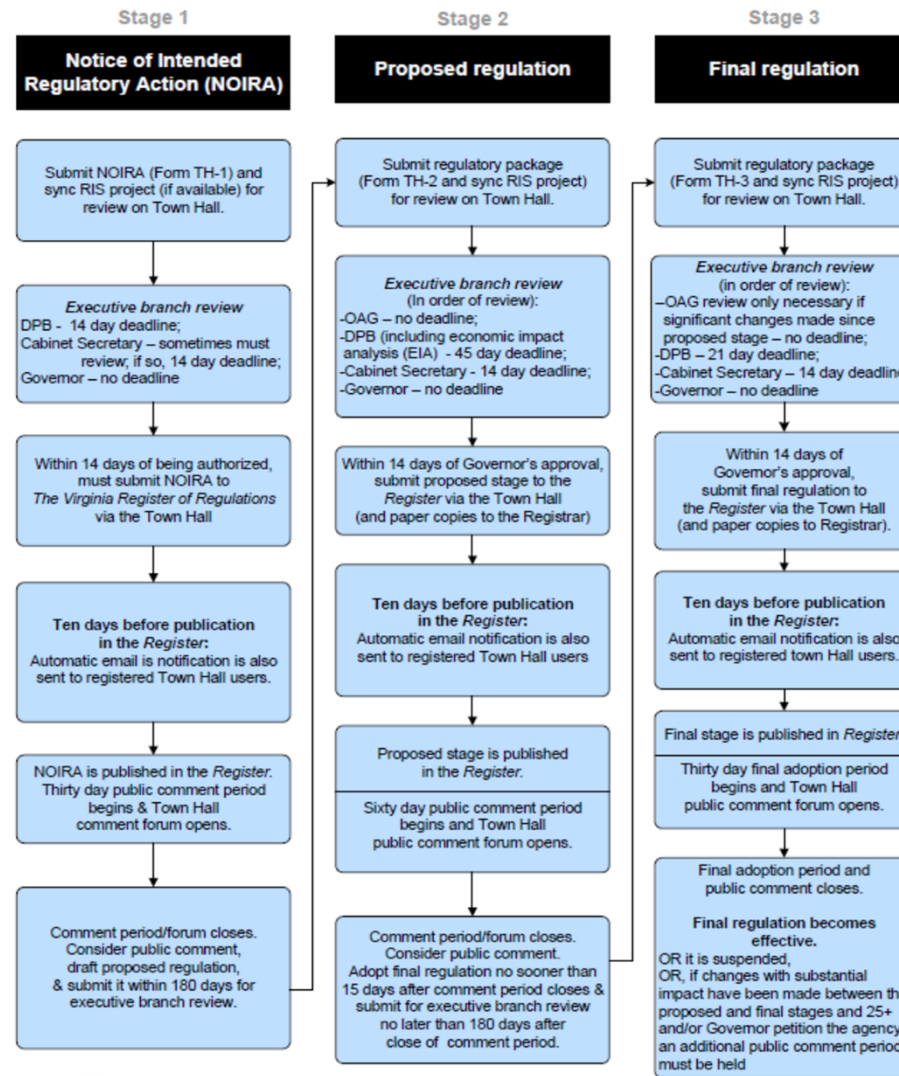 Stage 1
Notice of Intended
Regulatory Action (NOIRA)
Submit NOIRA (Form TH-1) and
sync RIS project (if available) for
review on Town Hall.
Executive branch review
DPB - 14 day deadline;
Cabinet Secretary – sometimes must
review; if so, 14 day deadline;
Governor – no deadline
Within 14 days of being authorized,
must submit NOIRA to
The Virginia Register of Regulations
via the Town Hall
Ten days before publication
in the Register:
Automatic email is notification is also
sent to registered Town Hall users.
NOIRA is published in the Register.
Thirty day public comment period
begins & Town Hall
comment forum opens.
Comment period/forum closes.
Consider public comment,
draft proposed regulation,
& submit it within 180 days for
executive branch review.
Stage 2
Proposed regulation
Submit regulatory package
(Form TH-2 and sync RIS project)
for review on Town Hall.
Executive branch review
(In order of review):
-OAG – no deadline;
-DPB (including economic impact
analysis (EIA) - 45 day deadline;
-Cabinet Secretary - 14 day deadline;
-Governor – no deadline
Within 14 days of Governor's approval,
submit proposed stage to the
Register via the Town Hall
(and paper copies to the Registrar)
Ten days before publication
in the Register:
Automatic email notification is also
sent to registered Town Hall users
Proposed stage is published
in the Register.
Sixty day public comment period
begins and Town Hall
public comment forum opens.
Comment period/forum closes.
Consider public comment.
Adopt final regulation no sooner than
15 days after comment period closes &
submit for executive branch review
no later than 180 days after
close of comment period.
Stage 3
Final regulation
Submit regulatory package
(Form TH-3 and sync RIS project)
for review on Town Hall.
Executive branch review
(in order of review):
–OAG review only necessary if
significant changes made since
proposed stage – no deadline;
-DPB – 21 day deadline;
-Cabinet Secretary – 14 day deadlin
-Governor – no deadline
Within 14 days of
Governor's approval,
submit final regulation to
the Register via the Town Hall
(and paper copies to Registrar).
Ten days before publication
in the Register:
Automatic email notification is also
sent to registered town Hall users.
Final stage is published in Register
Thirty day final adoption period
begins and Town Hall
public comment forum opens.
Final adoption period and
public comment closes.
Final regulation becomes
effective.
OR it is suspended,
OR, if changes with substantial
impact have been made between th
proposed and final stages and 25+
and/or Governor petition the agency
an additional public comment period
must be held